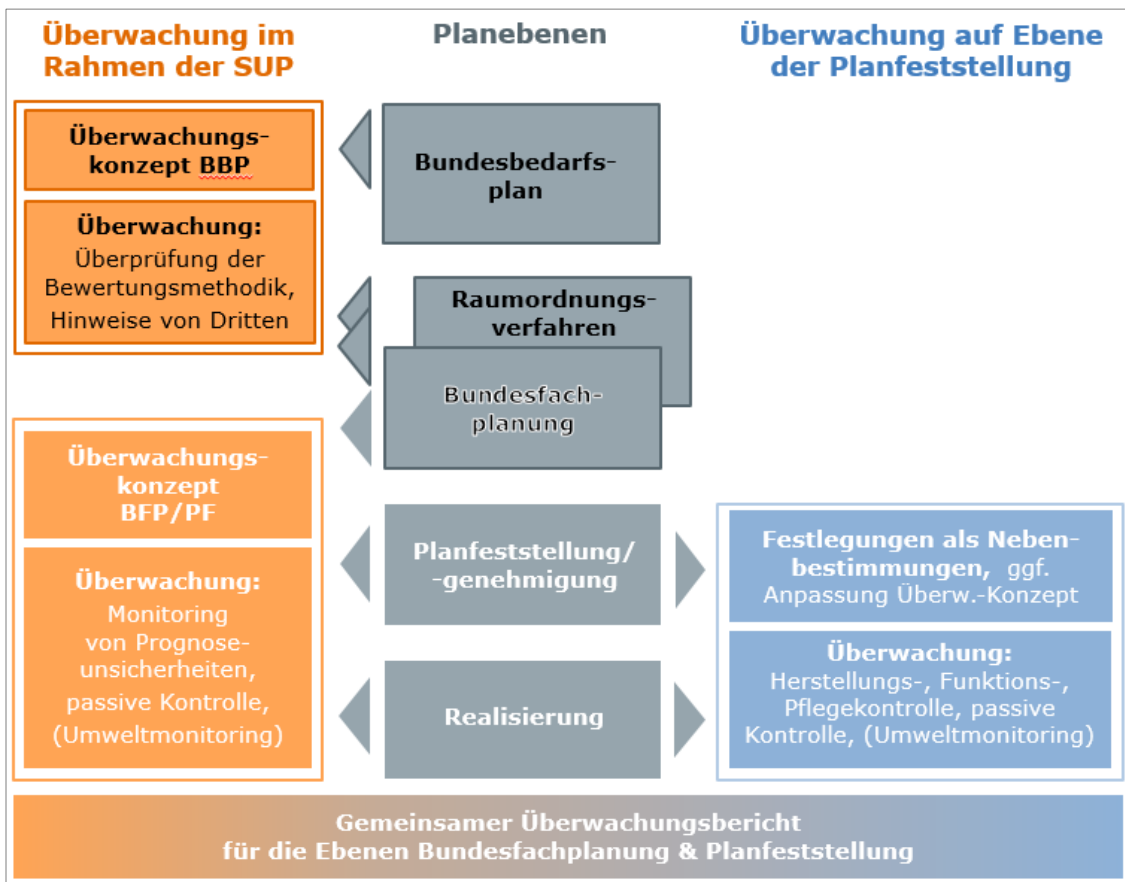 Überwachung im
Rahmen der SUP
Planebenen
Überwachung auf Ebene
der Planfeststellung
Überwachungs-
konzept BBP
Überwachung:
Überprüfung der
Bewertungsmethodik,
Hinweise von Dritten
Bundesbedarfs-
plan
Raumordnungs-
verfahren
Bundesfach-
planung
Überwachungs-
konzept
BFP/PF
Überwachung:
Monitoring
von Prognose-
unsicherheiten,
passive Kontrolle,
(Umweltmonitoring)
Planfeststellung/
-genehmigung
Realisierung
Festlegungen als Neben-
bestimmungen, ggf.
Anpassung Überw.-Konzept
Überwachung:
Herstellungs-, Funktions-,
Pflegekontrolle, passive
Kontrolle, (Umweltmonitoring)
Gemeinsamer Überwachungsbericht
für die Ebenen Bundesfachplanung & Planfeststellung